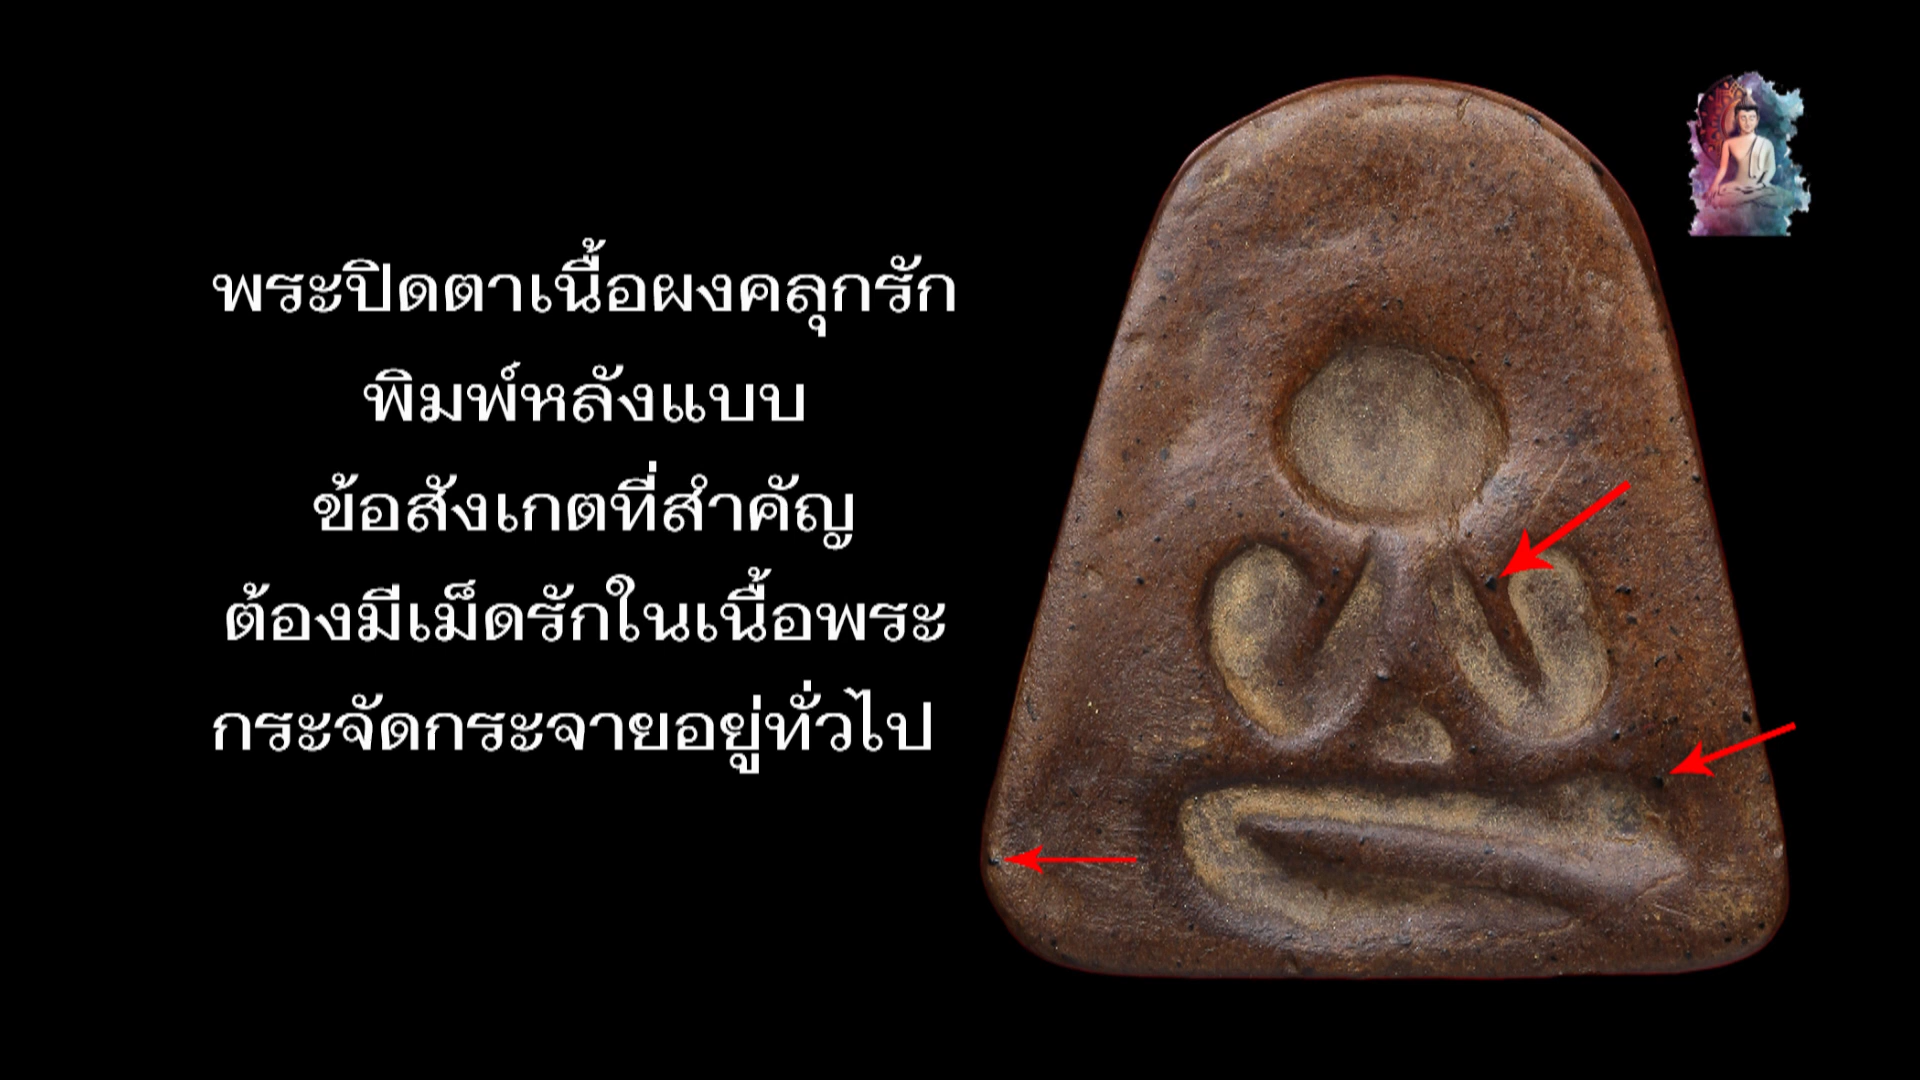 พระปิดตาเนื้อผงคลุกรัก
พิมพ์หลังแบบ
ข้อสังเกตที่สำคัญ
ต้องมีเม็ดรักในเนื้อพระ
กระจัดกระจายอยู่ทั่วไป